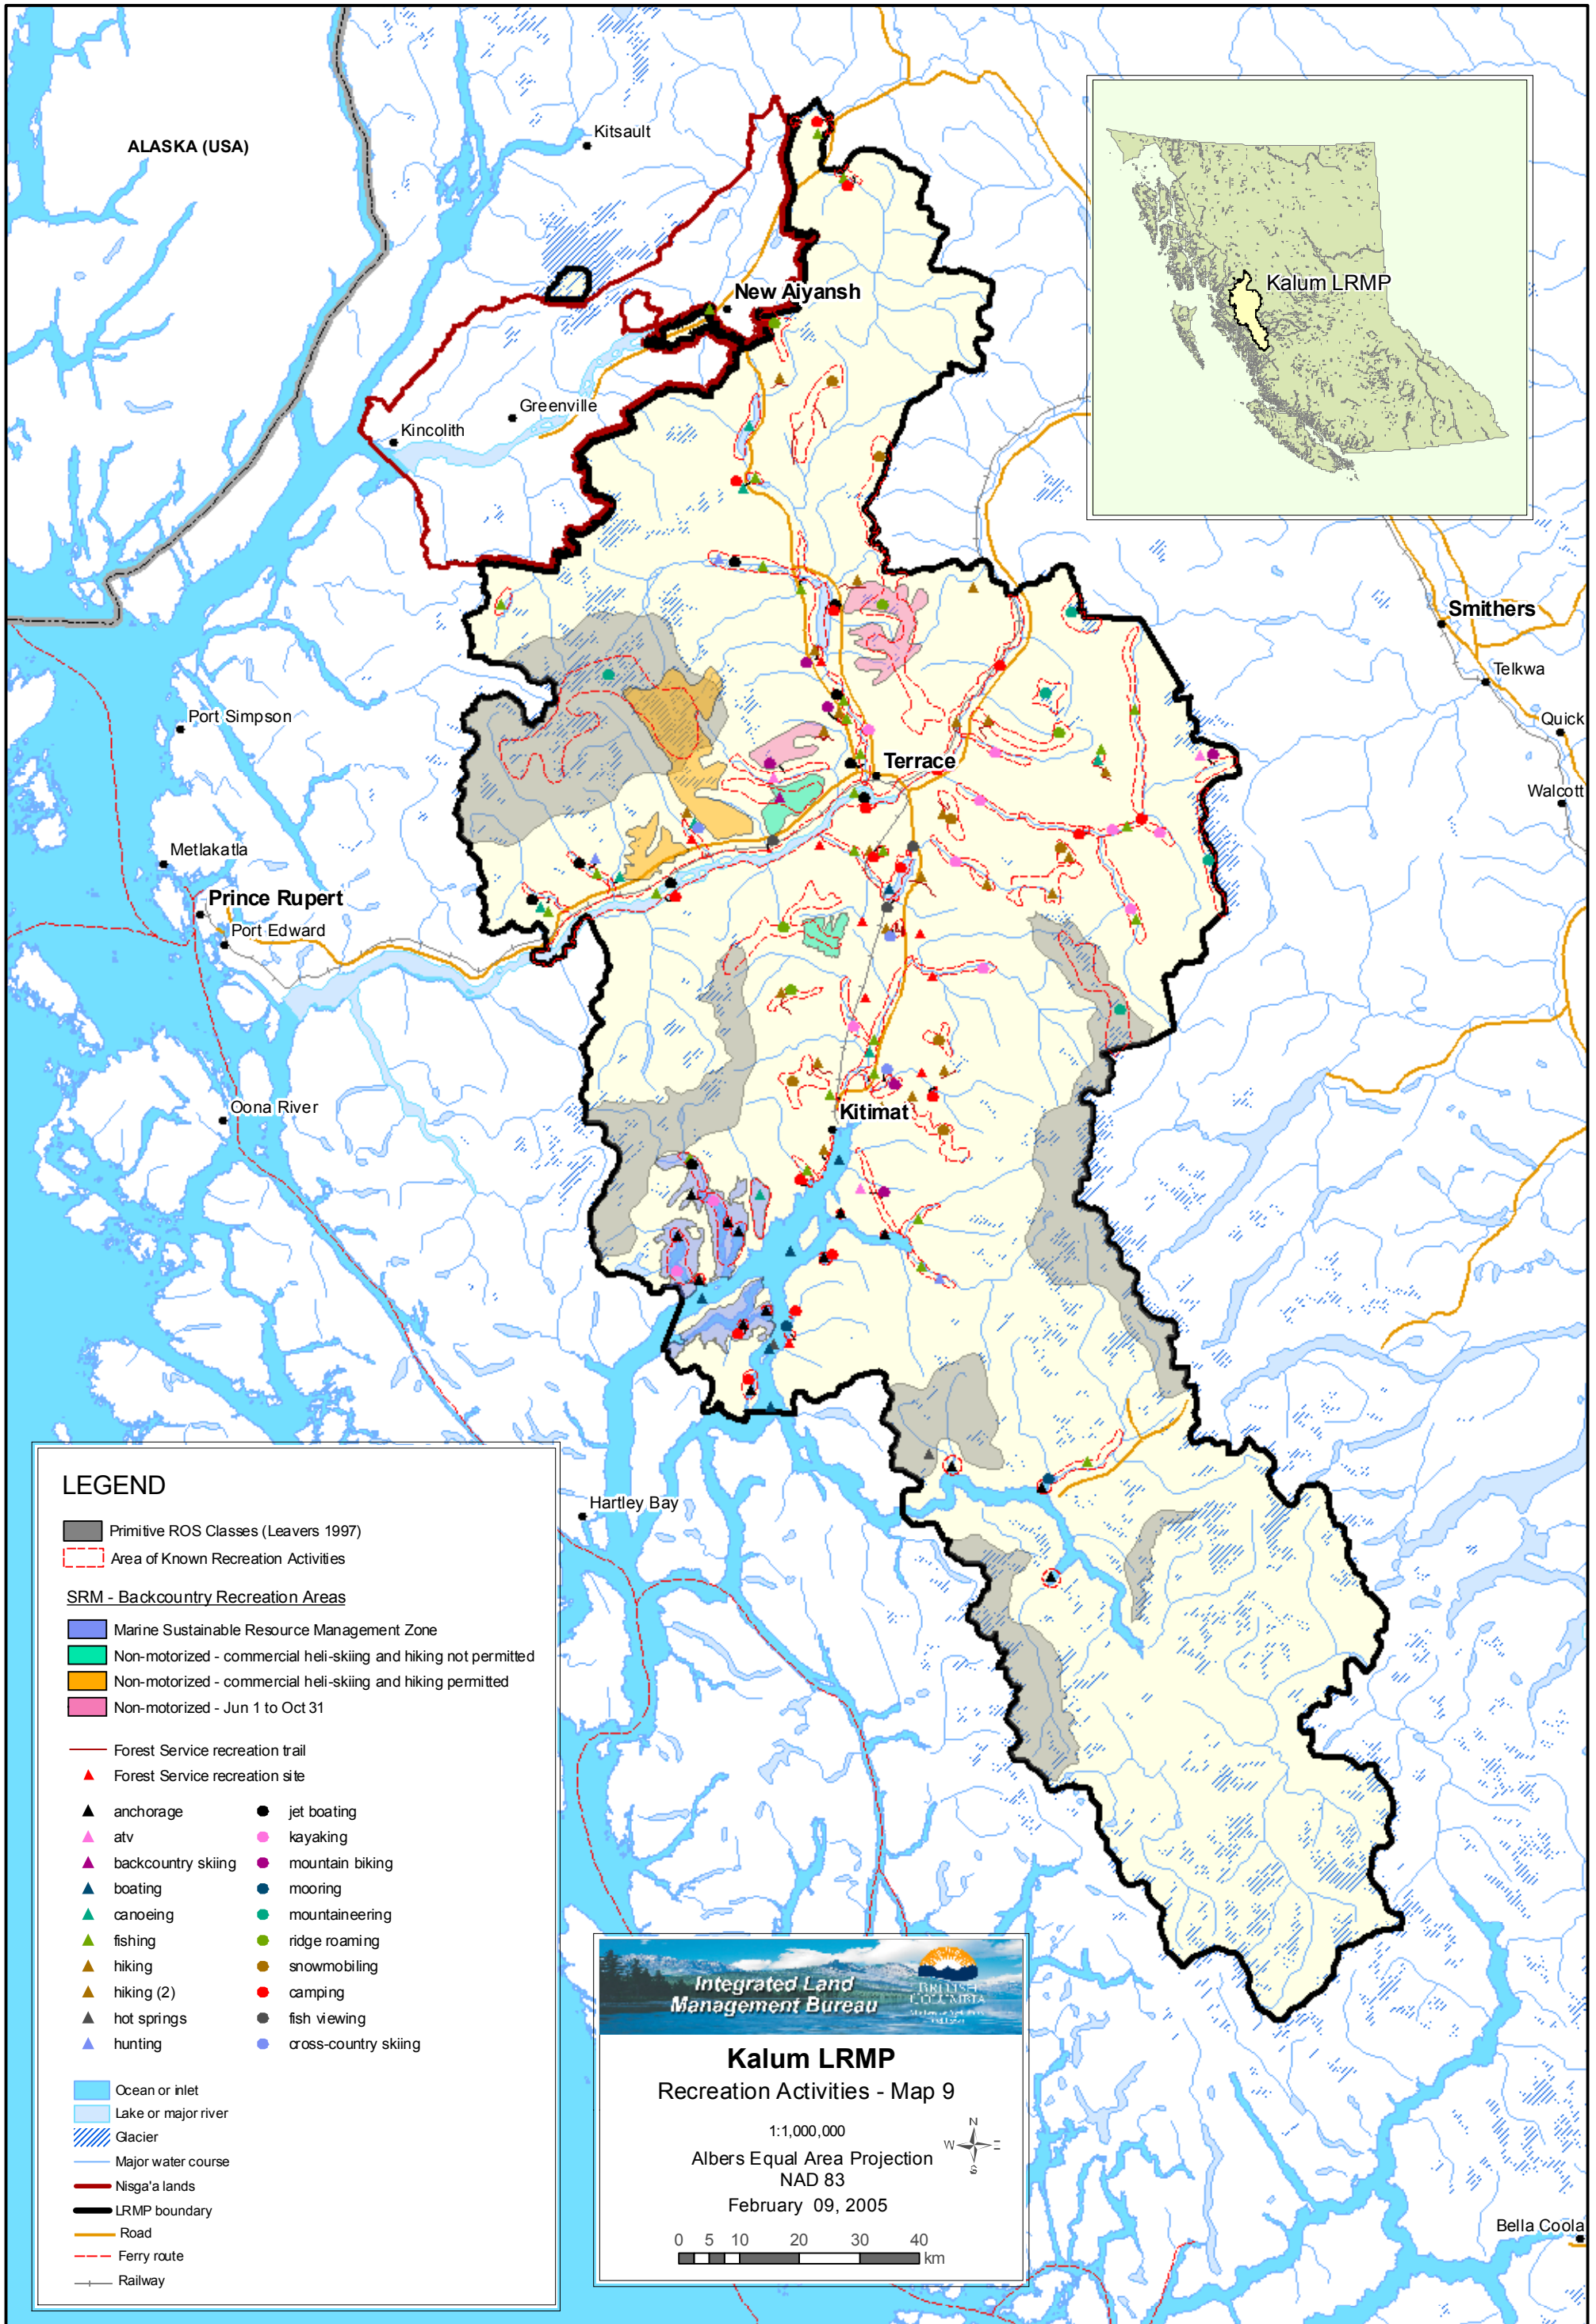 ALASKA (USA)
Kitsault
New Aiyansh
Greenville
Kincolith
Kalum LRMP
Smithers
Telkwa
Quick
Walcott
Port Simpson
Terrace
Metlakatla
Prince Rupert
Port Edward
Oona River
Kitimat
Hartley Bay
Bella Coola
LEGEND
Primitive ROS Classes (Leavers 1997)
Area of Known Recreation Activities
SRM - Backcountry Recreation Areas
Marine Sustainable Resource Management Zone
Non-motorized - commercial heli-skiing and hiking not permitted
Non-motorized - commercial heli-skiing and hiking permitted
Non-motorized - Jun 1 to Oct 31
Forest Service recreation trail
Forest Service recreation site
anchorage
atv
backcountry skiing
boating
canoeing
fishing
hiking
hiking (2)
hot springs
hunting
jet boating
kayaking
mountain biking
mooring
mountaineering
ridge roaming
snowmobiling
camping
fish viewing
cross-country skiing
Ocean or inlet
Lake or major river
Glacier
Major water course
Nisga'a lands
LRMP boundary
Road
Ferry route
Railway
Integrated Land
Management Bureau
BRITISH
COLUMBIA
Kalum LRMP
Recreation Activities - Map 9
1:1,000,000
N
W E
S
Albers Equal Area Projection
NAD 83
February 09, 2005
0 5 10 20 30 40
km